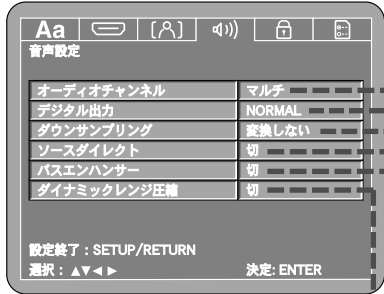 Aa
音声設定
オーディオチャンネル マルチ
デジタル出力 NORMAL
ダウンサンプリング 変換しない
ソースダイレクト 切
バスエンハンサー 切
ダイナミックレンジ圧縮 切
設定終了：SETUP/RETURN
選択：▲▼◀▶ 決定: ENTER